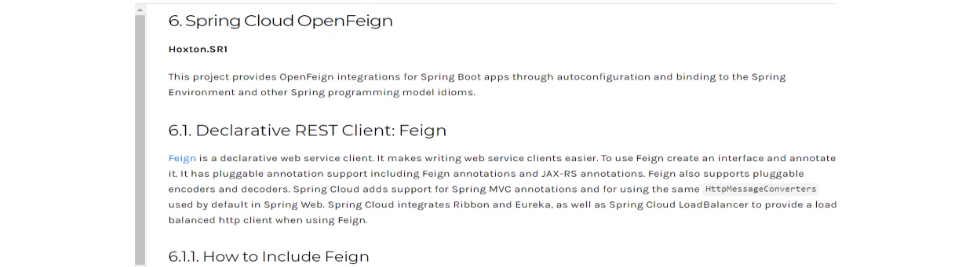 6. Spring Cloud OpenFeign
Hoxton.SR1
This project provides OpenFeign integrations for Spring Boot apps through autoconfiguration and binding to the Spring
Environment and other Spring programming model idioms.
6.1. Declarative REST Client: Feign
Feign is a declarative web service client. It makes writing web service clients easier. To use Feign create an interface and annotate
it. It has pluggable annotation support including Feign annotations and JAX-RS annotations. Feign also supports pluggable
encoders and decoders. Spring Cloud adds support for Spring MVC annotations and for using the same HttpMessageConverters
used by default in Spring Web. Spring Cloud integrates Ribbon and Eureka, as well as Spring Cloud LoadBalancer to provide a load
balanced http client when using Feign.
6.1.1. How to Include Feign